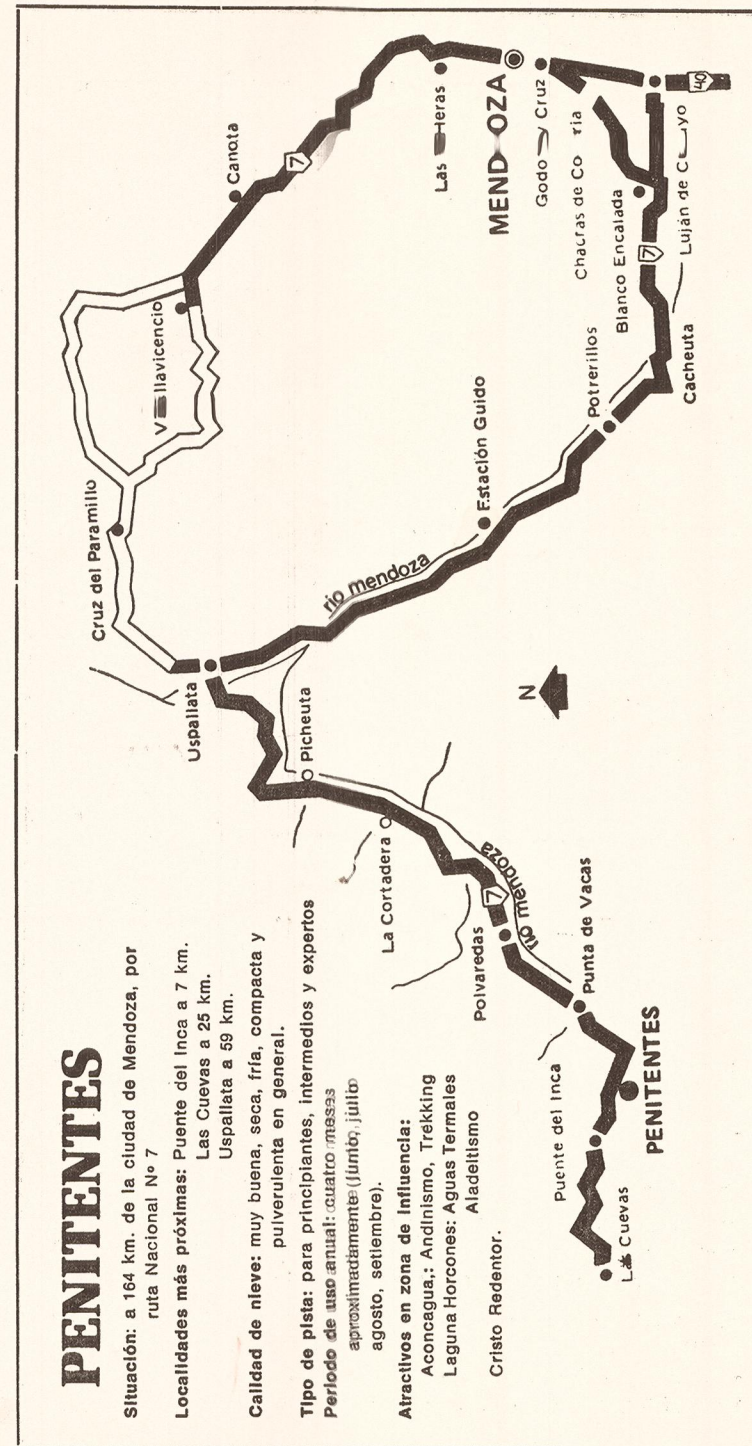 PENITENTES
Situación: a 164 km. de la ciudad de Mendoza, por
ruta Nacional Nº 7
Localidades más próximas: Puente del Inca a 7 km.
Las Cuevas a 25 km.
Uspallata a 59 km.
Calidad de nieve: muy buena, seca, fría, compacta y
pulverulenta en general.
Tipo de pista: para principiantes, intermedios y expertos
Periodo de uso anual: cuatro meses
aproximadamente (junio, julio
agosto, setiembre).
Atractivos en zona de Influencia:
Aconcagua,: Andinismo, Trekking
Laguna Horcones: Aguas Termales
Aladeltismo
Cristo Redentor.
Las Cuevas
Puente del Inca
PENITENTES
Punta de Vacas
Polvaredas
7
río mendoza
La Cortadera
Picheuta
N
Uspallata
río mendoza
Cruz del Paramillo
Estación Guido
Potrerillos
Cacheuta
Villavicencio
Canota
7
Blanco Encalada
7
Luján de Cuyo
Chacras de Coria
Godoy Cruz
MENDOZA
Las Heras
40